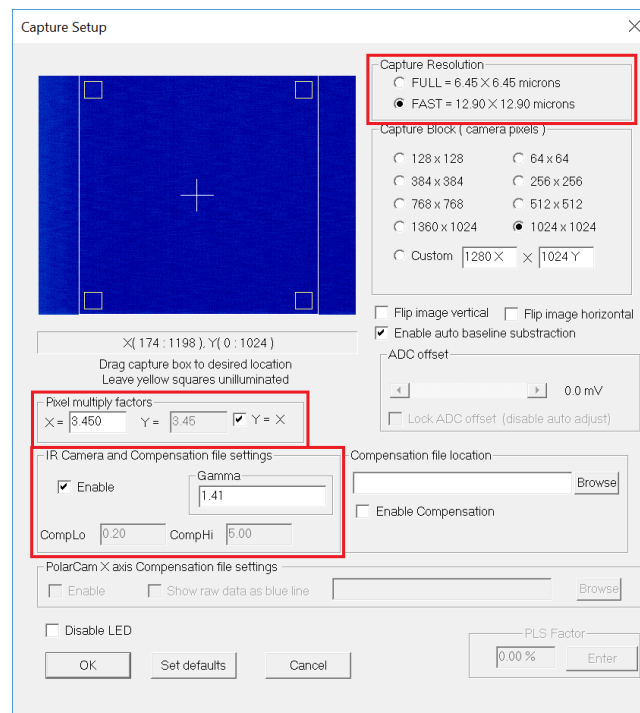 Capture Setup
Capture Resolution
FULL = 6.45 X 6.45 microns
FAST = 12.90 X 12.90 microns
Capture Block ( camera pixels )
128 x 128 64 x 64
384 x 384 256 x 256
768 x 768 512 x 512
1360 x 1024 1024 x 1024
Custom 1280 X X 1024 Y
Flip image vertical Flip image horizontal
Enable auto baseline substraction
X( 174 : 1198 ), Y( 0 : 1024 )
Drag capture box to desired location
Leave yellow squares unilluminated
ADC offset
0.0 mV
Lock ADC offset (disable auto adjust)
Pixel multiply factors
X = 3.450 Y = 3.45 Y = X
IR Camera and Compensation file settings
Enable
Gamma
1.41
CompLo 0.20 CompHi 5.00
Compensation file location
Browse
Enable Compensation
PolarCam X axis Compensation file settings
Enable Show raw data as blue line Browse
Disable LED
OK Set defaults Cancel
PLS Factor
0.00 % Enter